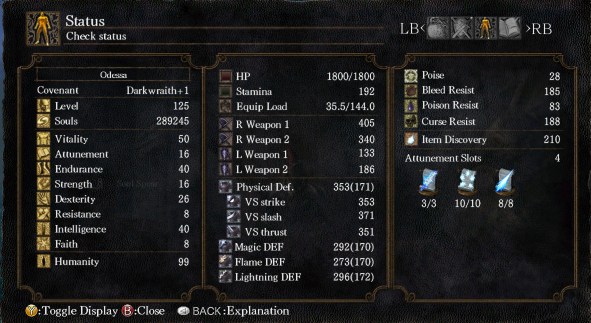 Status
Check status
LB< >RB
Odessa
Covenant Darkwraith+1
Level 125
Souls 289245
Vitality 50
Attunement 16
Endurance 40
Strength 16
Dexterity 26
Resistance 8
Intelligence 40
Faith 8
Humanity 99
HP 1800/1800
Stamina 192
Equip Load 35.5/144.0
R Weapon 1 405
R Weapon 2 340
L Weapon 1 133
L Weapon 2 186
Physical Def. 353(171)
VS strike 353
VS slash 371
VS thrust 351
Magic DEF 292(170)
Flame DEF 273(170)
Lightning DEF 296(172)
Poise 28
Bleed Resist 185
Poison Resist 83
Curse Resist 188
Item Discovery 210
Attunement Slots 4
3/3 10/10 8/8
Y:Toggle Display B:Close BACK:Explanation